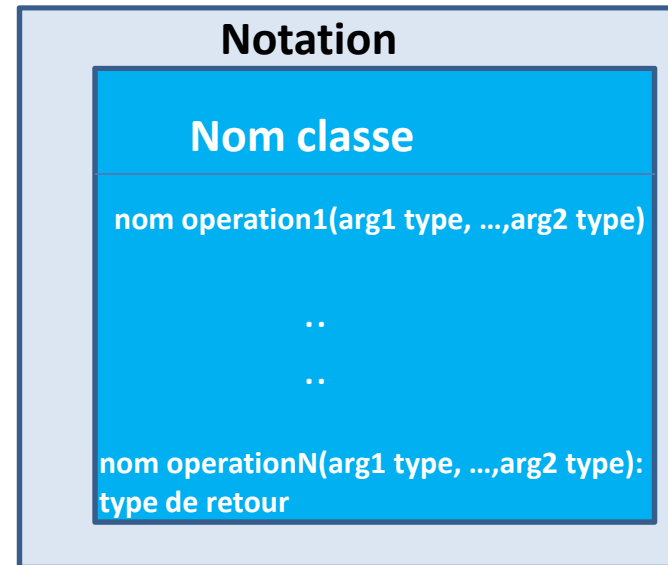 Notation
Nom classe
nom operation1(arg1 type, …,arg2 type)
..
..
nom operationN(arg1 type, …,arg2 type):
type de retour